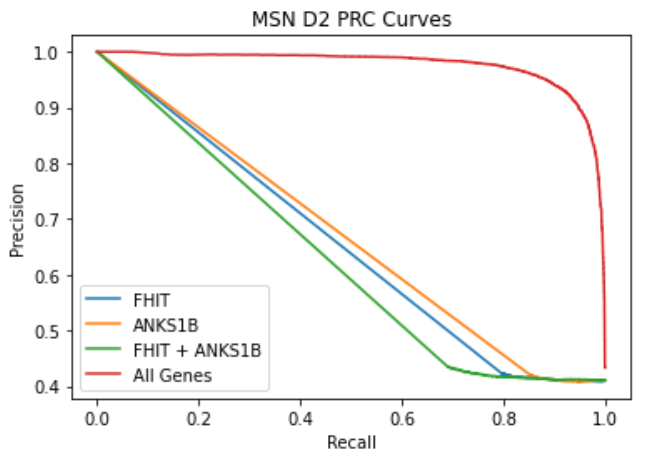 MSN D2 PRC Curves
1.0
0.9
0.8
0.7
0.6
0.5
0.4
Precision
FHIT
ANKS1B
FHIT + ANKS1B
All Genes
0.0 0.2 0.4 0.6 0.8 1.0
Recall